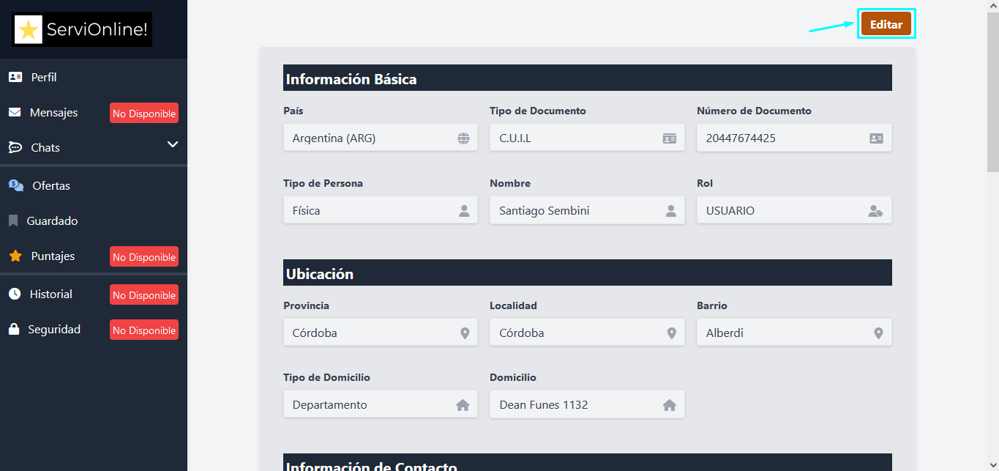 ServiOnline!
Perfil
Mensajes No Disponible
Chats
Ofertas
Guardado
Puntajes No Disponible
Historial No Disponible
Seguridad No Disponible
Editar
Información Básica
País Tipo de Documento Número de Documento
Argentina (ARG) C.U.I.L 20447674425
Tipo de Persona Nombre Rol
Física Santiago Sembini USUARIO
Ubicación
Provincia Localidad Barrio
Córdoba Córdoba Alberdi
Tipo de Domicilio Domicilio
Departamento Dean Funes 1132
Información de Contacto